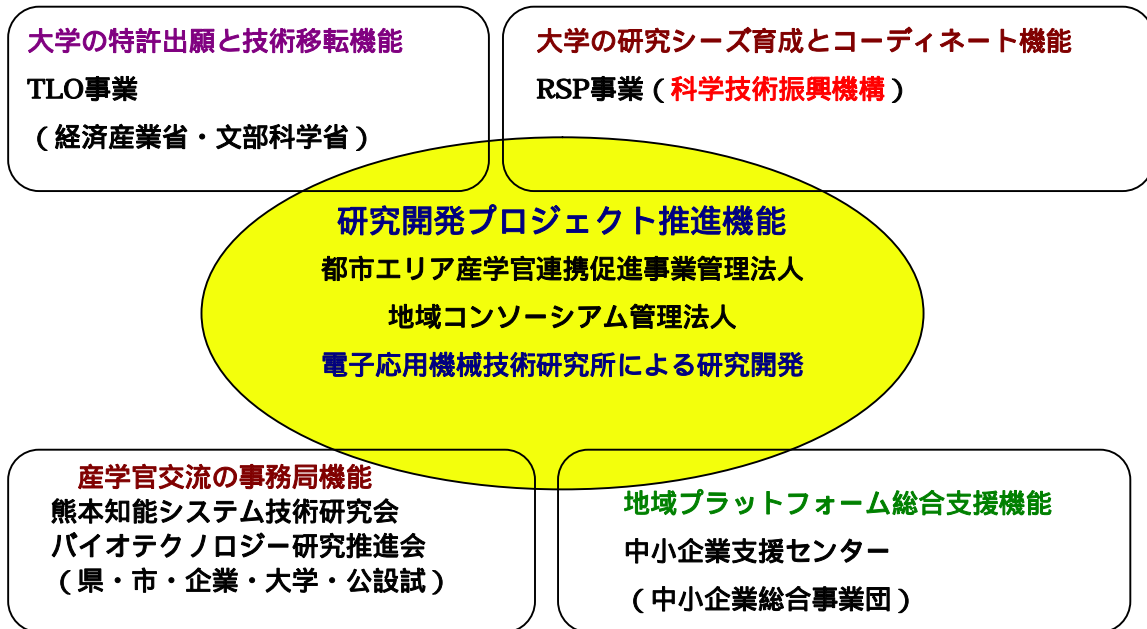 大学の特許出願と技術移転機能
TLO事業
（経済産業省・文部科学省）
大学の研究シーズ育成とコーディネート機能
RSP事業（科学技術振興機構）
研究開発プロジェクト推進機能
都市エリア産学官連携促進事業管理法人
地域コンソーシアム管理法人
電子応用機械技術研究所による研究開発
産学官交流の事務局機能
熊本知能システム技術研究会
バイオテクノロジー研究推進会
（県・市・企業・大学・公設試）
地域プラットフォーム総合支援機能
中小企業支援センター
（中小企業総合事業団）